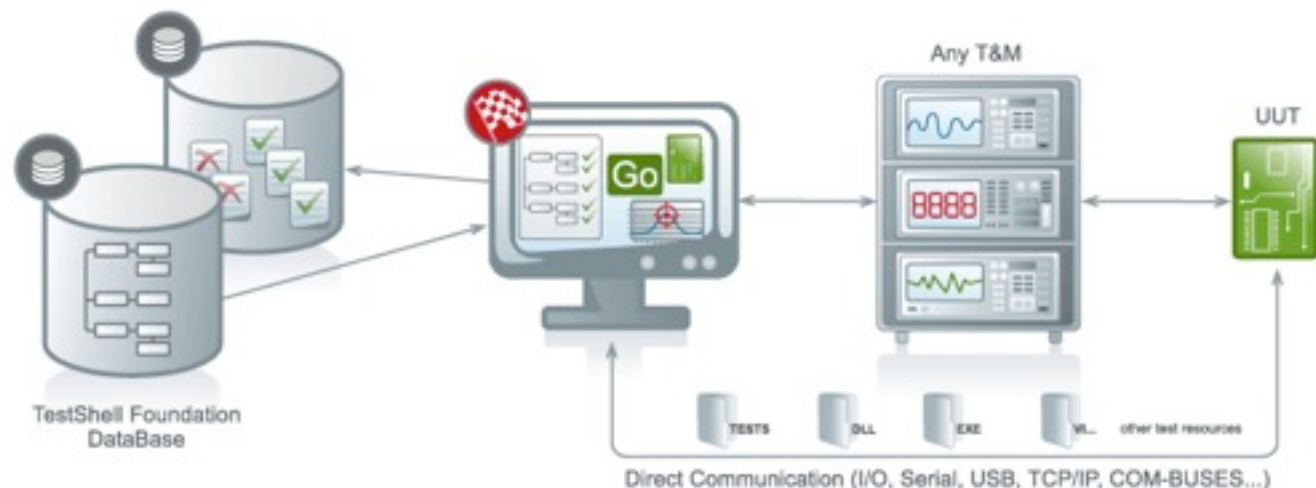 Any T&M
UUT
Go
8888
TestShell Foundation
DataBase
TESTS
DLL
EXE
VI...
other test resources
Direct Communication (I/O, Serial, USB, TCP/IP, COM-BUSES...)